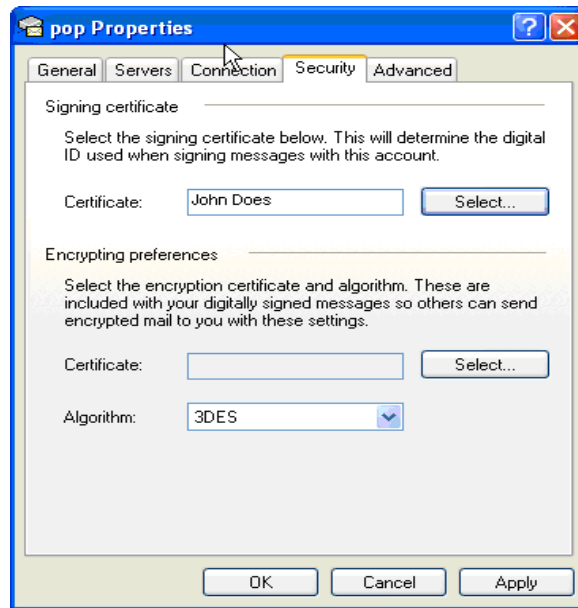 pop Properties
General Servers Connection Security Advanced
Signing certificate
Select the signing certificate below. This will determine the digital
ID used when signing messages with this account.
Certificate: John Does Select...
Encrypting preferences
Select the encryption certificate and algorithm. These are
included with your digitally signed messages so others can send
encrypted mail to you with these settings.
Certificate: Select...
Algorithm: 3DES
OK Cancel Apply